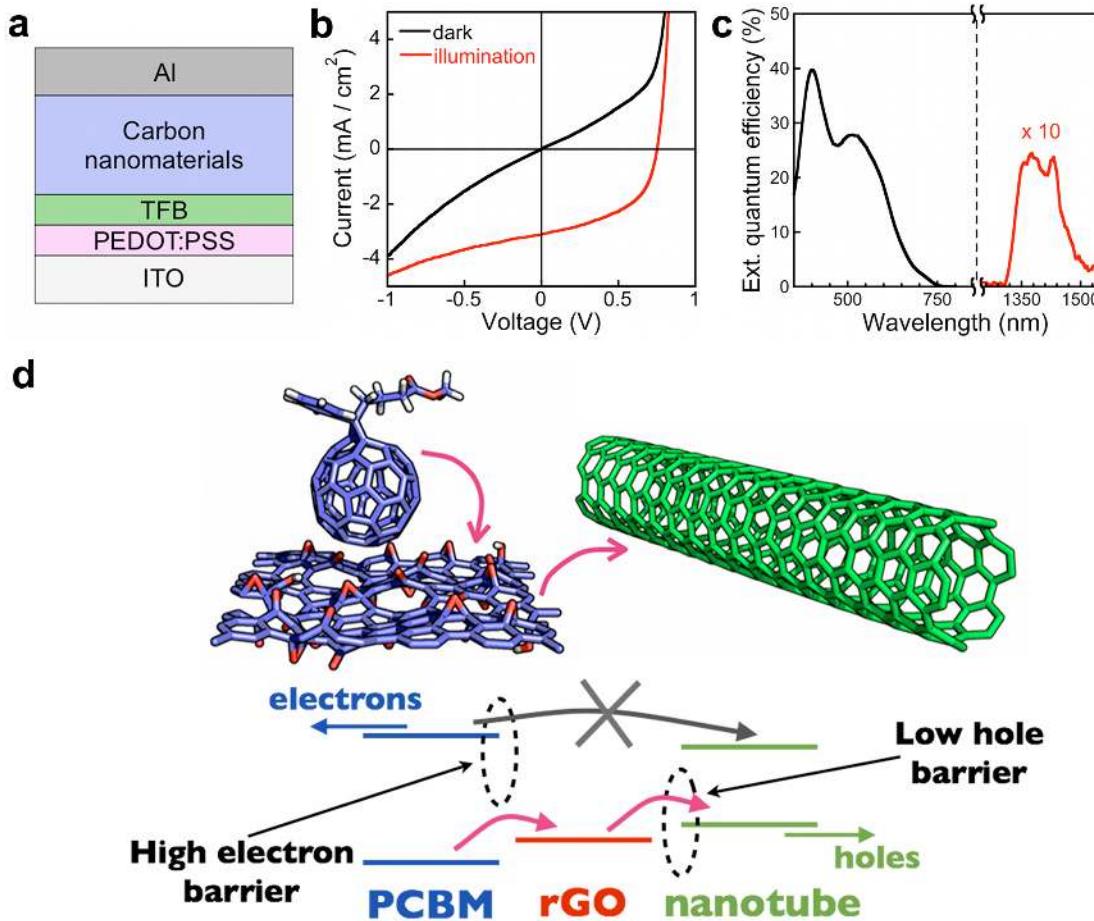 a
Al
Carbon
nanomaterials
TFB
PEDOT:PSS
ITO
b
dark
illumination
Current (mA / cm²)
4
2
0
-2
-4
-1
-0.5
0
0.5
1
Voltage (V)
c
Ext. quantum efficiency (%)
50
40
30
20
10
0
x 10
500
750
1350
1500
Wavelength (nm)
d
electrons
Low hole
barrier
High electron
barrier
holes
PCBM
rGO
nanotube